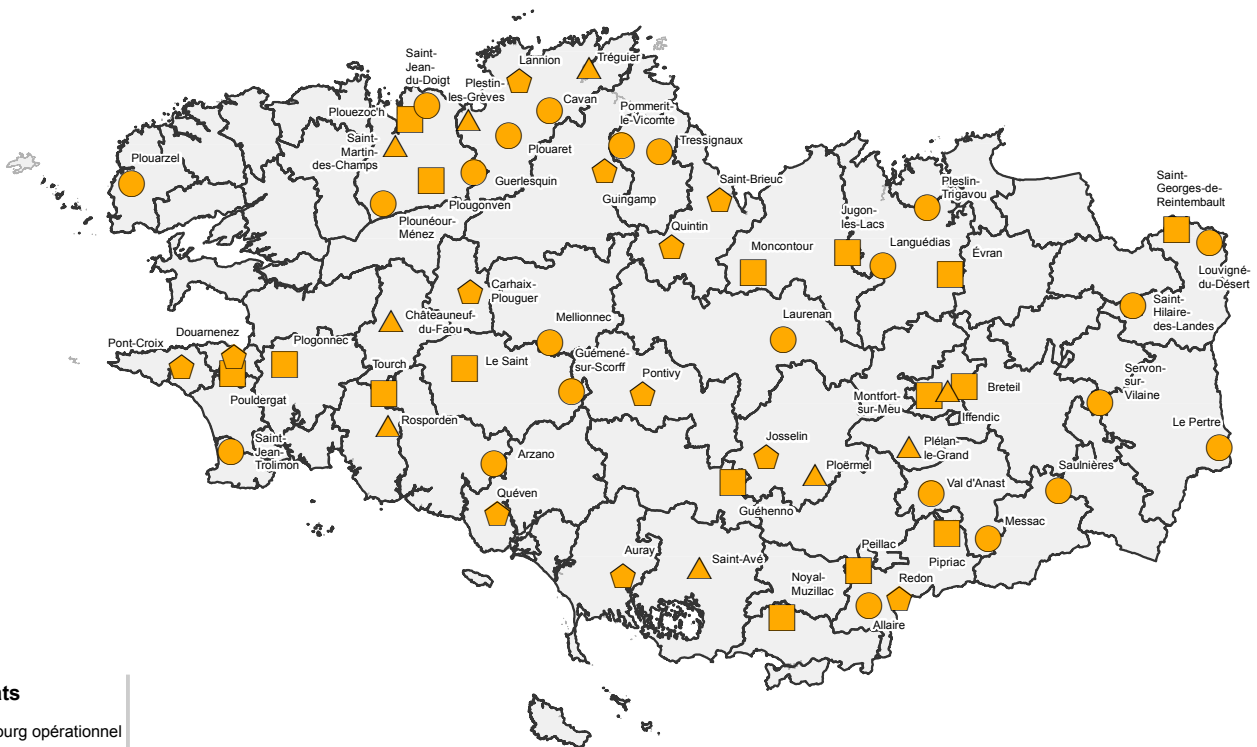 Saint-
Jean-
du-Doigt
Lannion
Tréguier
Plestin-
les-Grèves
Cavan
Pommerit-
le-Vicomte
Plouezoc'h
Saint-
Martin-
des-Champs
Plouaret
Tressignaux
Plouarzel
Guerlesquin
Plougonven
Guingamp
Saint-Brieuc
Pleslin-
Trigavou
Saint-
Georges-de-
Reintembault
Plounéour-
Ménez
Quintin
Jugon-
les-Lacs
Moncontour
Languédias
Évran
Louvigné-
du-Désert
Carhaix-
Plouguer
Saint-
Hilaire-
des-Landes
Châteauneuf-
du-Faou
Mellionnec
Laurenan
Douarnenez
Pont-Croix
Plogonnec
Tourch
Le Saint
Guémené-
sur-Scorff
Pontivy
Servon-
sur-
Vilaine
Montfort-
sur-Meu
Breteil
Iffendic
Pouldergat
Rosporden
Le Pertre
Saint-
Jean-
Trolimon
Arzano
Josselin
Ploërmel
Plélan-
le-Grand
Saulnières
Val d'Anast
Quéven
Guéhenno
Messac
Auray
Saint-Avé
Peillac
Pipriac
Noyal-
Muzillac
Redon
Allaire
ats
ourg opérationnel